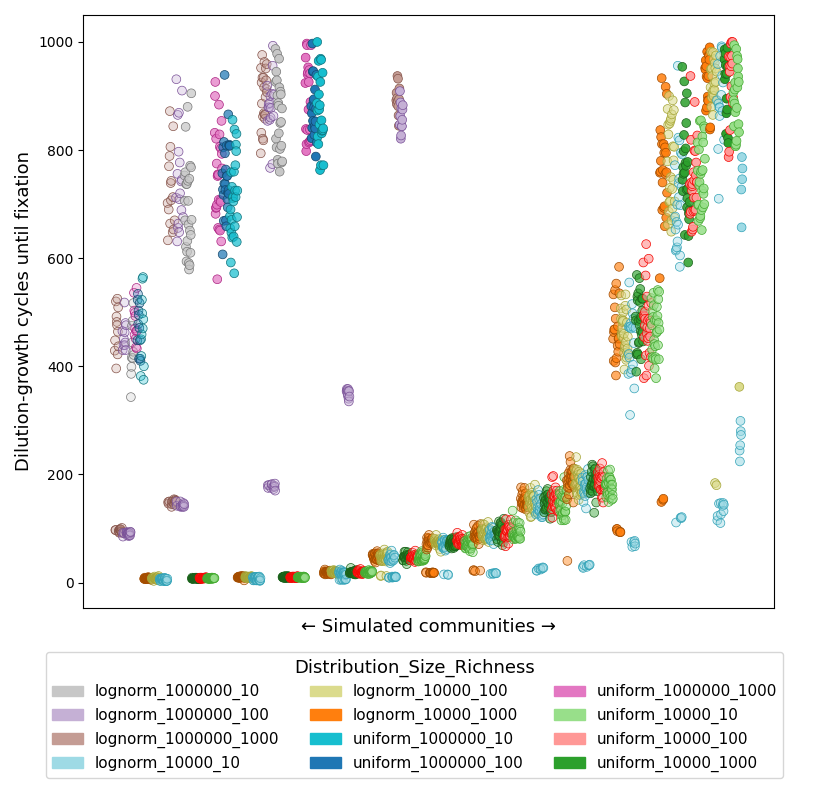 1000
800
600
400
200
0
Dilution-growth cycles until fixation
← Simulated communities →
Distribution_Size_Richness
lognorm_1000000_10
lognorm_1000000_100
lognorm_1000000_1000
lognorm_10000_10
lognorm_10000_100
lognorm_10000_1000
uniform_1000000_10
uniform_1000000_100
uniform_1000000_1000
uniform_10000_10
uniform_10000_100
uniform_10000_1000